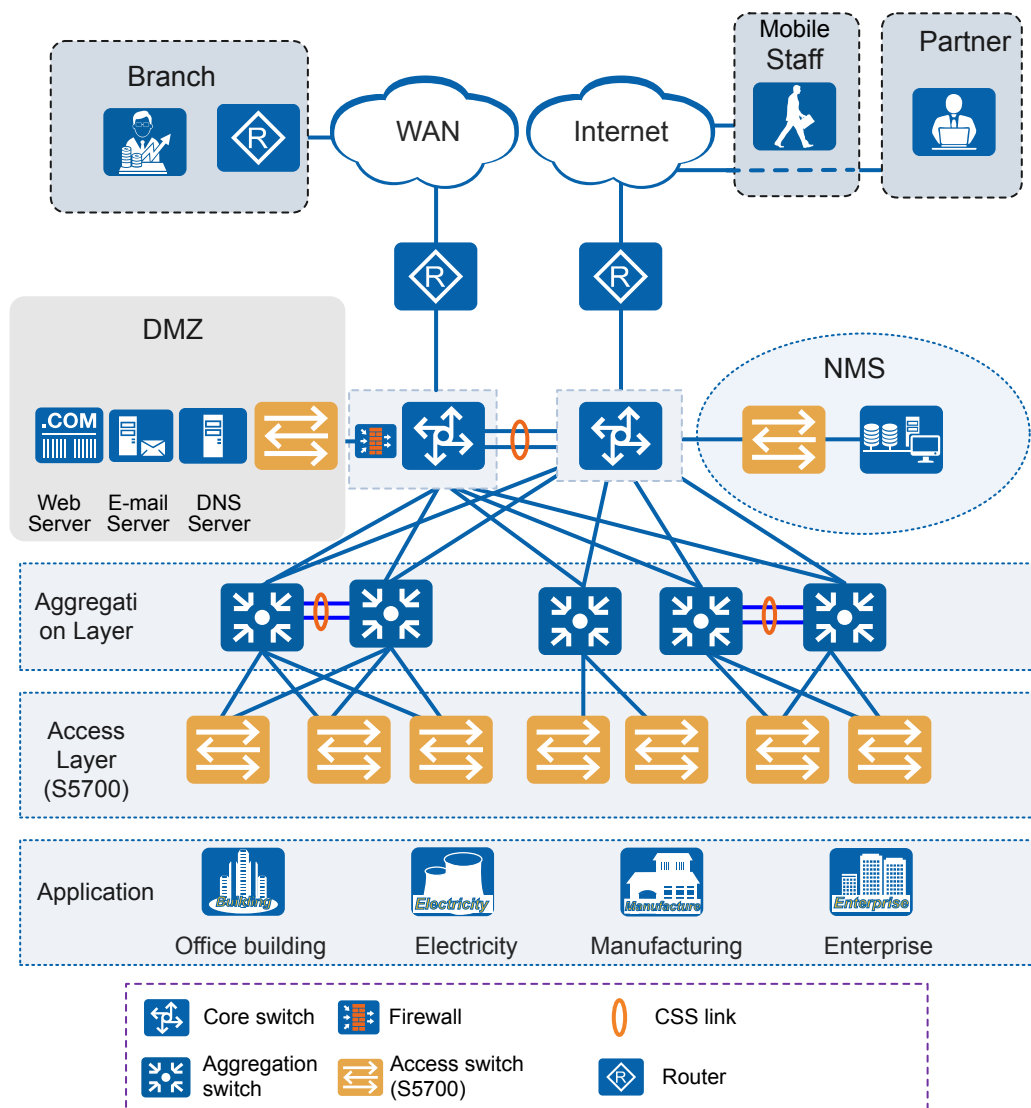 Branch
Mobile
Staff
Partner
R
WAN
Internet
R
R
DMZ
NMS
.COM
Web
Server
E-mail
Server
DNS
Server
Aggregati
on Layer
Access
Layer
(S5700)
Application
Building
Electricity
Manufacture
Enterprise
Office building
Electricity
Manufacturing
Enterprise
Core switch
Firewall
CSS link
Aggregation
switch
Access switch
(S5700)
R
Router